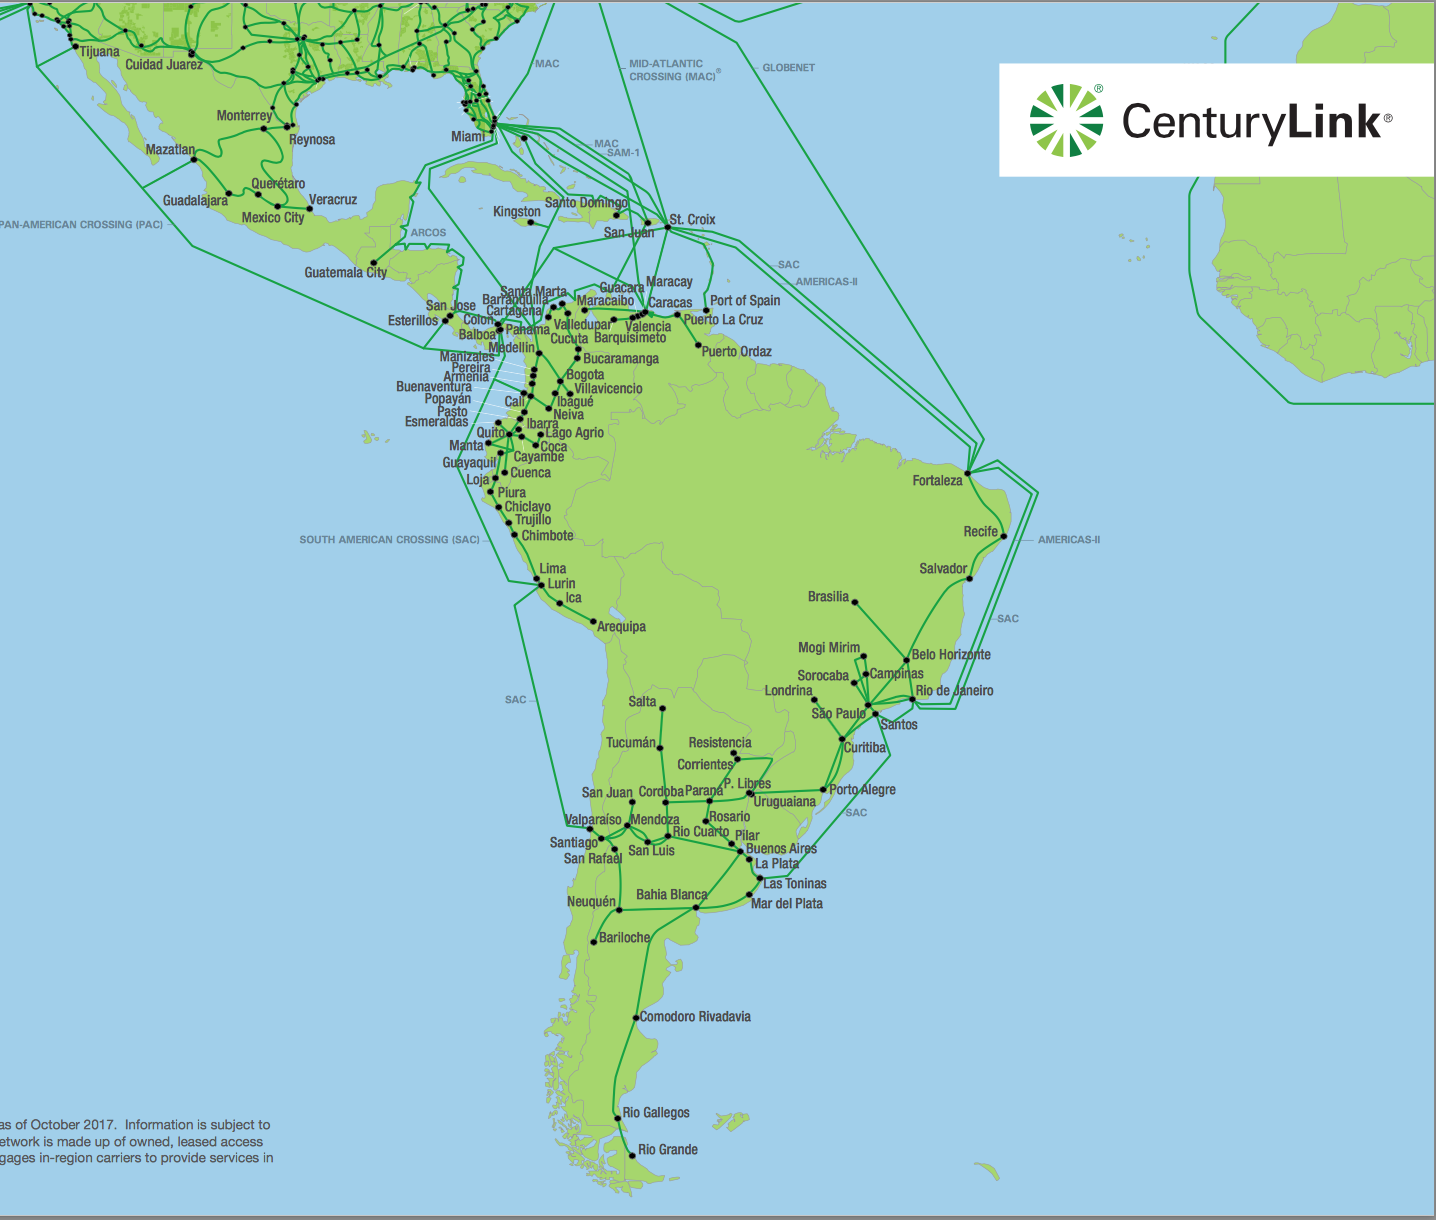 Tijuana
Cuidad Juarez
MAC
MID-ATLANTIC
CROSSING (MAC)®
GLOBENET
CenturyLink®
Monterrey
Reynosa
Miami
MAC
SAM-1
Mazatlan
Querétaro
Guadalajara
Veracruz
Mexico City
Kingston
Santo Domingo
San Juan
St. Croix
PAN-AMERICAN CROSSING (PAC)
ARCOS
Guatemala City
SAC
AMERICAS-II
Santa Marta
Guacara
Maracay
Barranquilla
Maracaibo
Caracas
Port of Spain
San Jose
Cartagena
Esterillos
Colon
Valledupar
Valencia
Puerto La Cruz
Balboa
Panama
Cucuta
Barquisimeto
Medellin
Puerto Ordaz
Manizales
Bucaramanga
Pereira
Armenia
Bogota
Buenaventura
Villavicencio
Popayán
Cali
Ibagué
Pasto
Neiva
Esmeraldas
Ibarra
Quito
Lago Agrio
Manta
Coca
Cayambe
Guayaquil
Cuenca
Loja
Fortaleza
Piura
Chiclayo
Trujillo
Chimbote
Recife
SOUTH AMERICAN CROSSING (SAC)
AMERICAS-II
Lima
Lurin
Salvador
Ica
Brasilia
Arequipa
SAC
Mogi Mirim
Belo Horizonte
Sorocaba
Campinas
Londrina
Rio de Janeiro
SAC
Salta
São Paulo
Santos
Tucumán
Resistencia
Curitiba
Corrientes
P. Libres
San Juan
Cordoba
Parana
Uruguaiana
Porto Alegre
Valparaíso
Mendoza
Rosario
SAC
Rio Cuarto
Pilar
Santiago
San Luis
Buenos Aires
San Rafael
La Plata
Las Toninas
Bahia Blanca
Neuquén
Mar del Plata
Bariloche
Comodoro Rivadavia
Rio Gallegos
as of October 2017. Information is subject to
etwork is made up of owned, leased access
gages in-region carriers to provide services in
Rio Grande